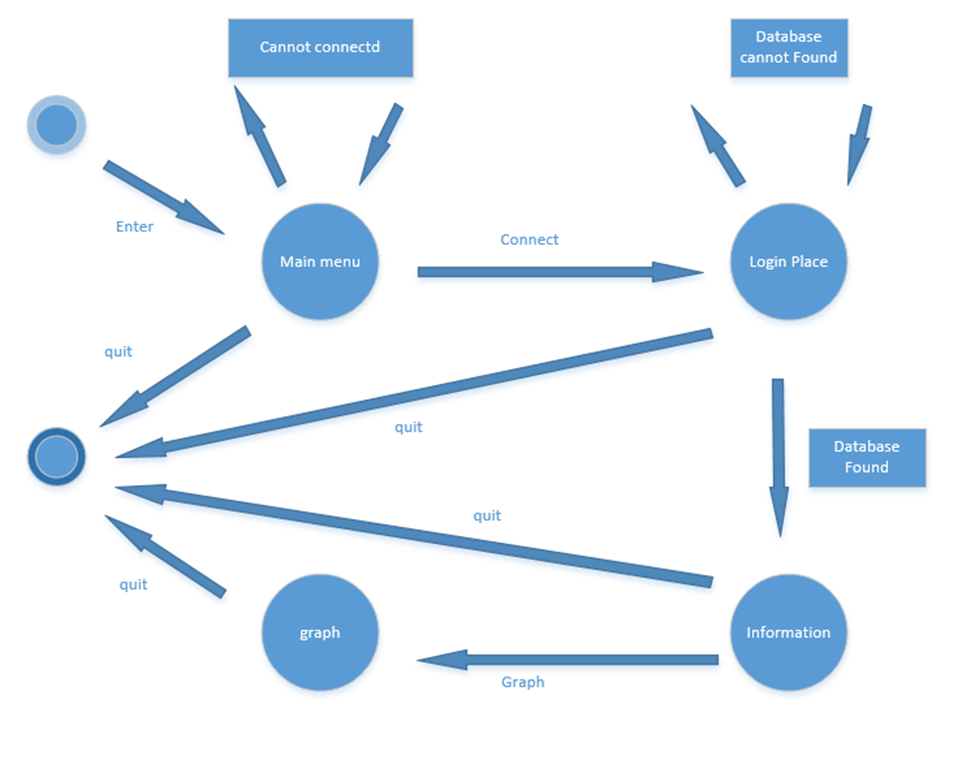 Cannot connectd
Database
cannot Found
Enter
Main menu
Connect
Login Place
quit
quit
Database
Found
quit
quit
graph
Information
Graph